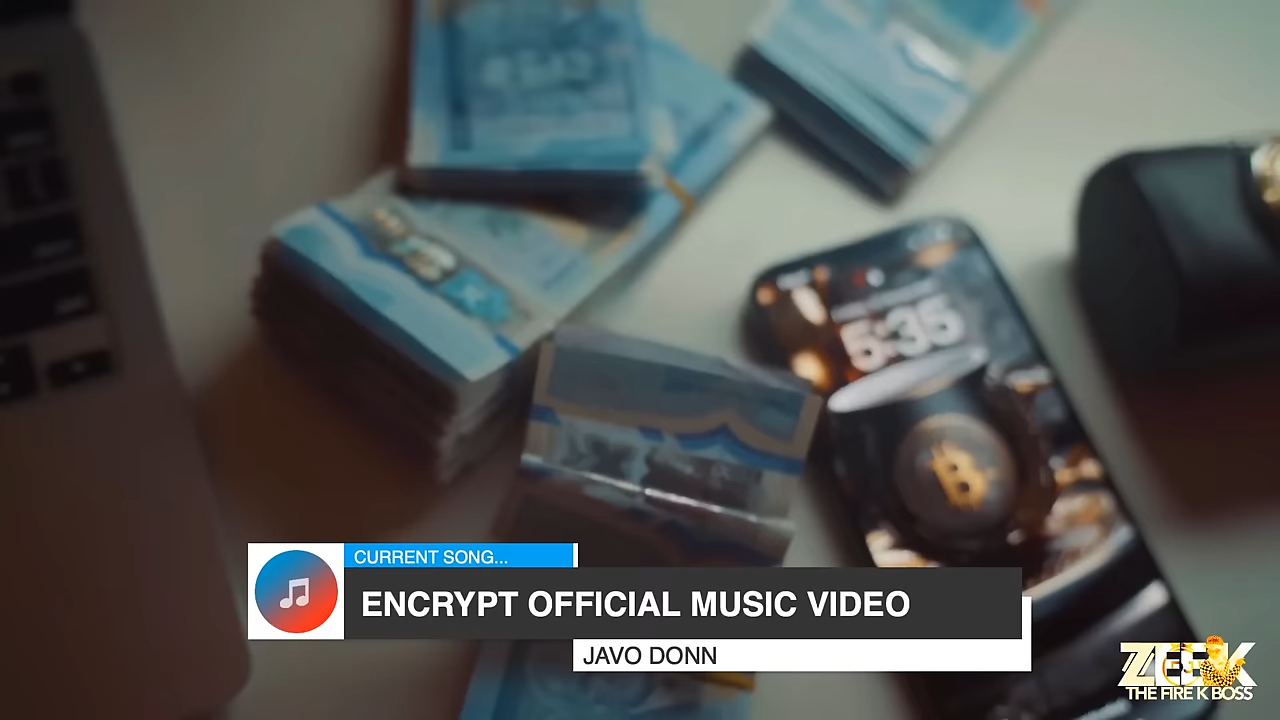 5:35
CURRENT SONG...
ENCRYPT OFFICIAL MUSIC VIDEO
JAVO DONN
ZEEK
THE FIRE K BOSS